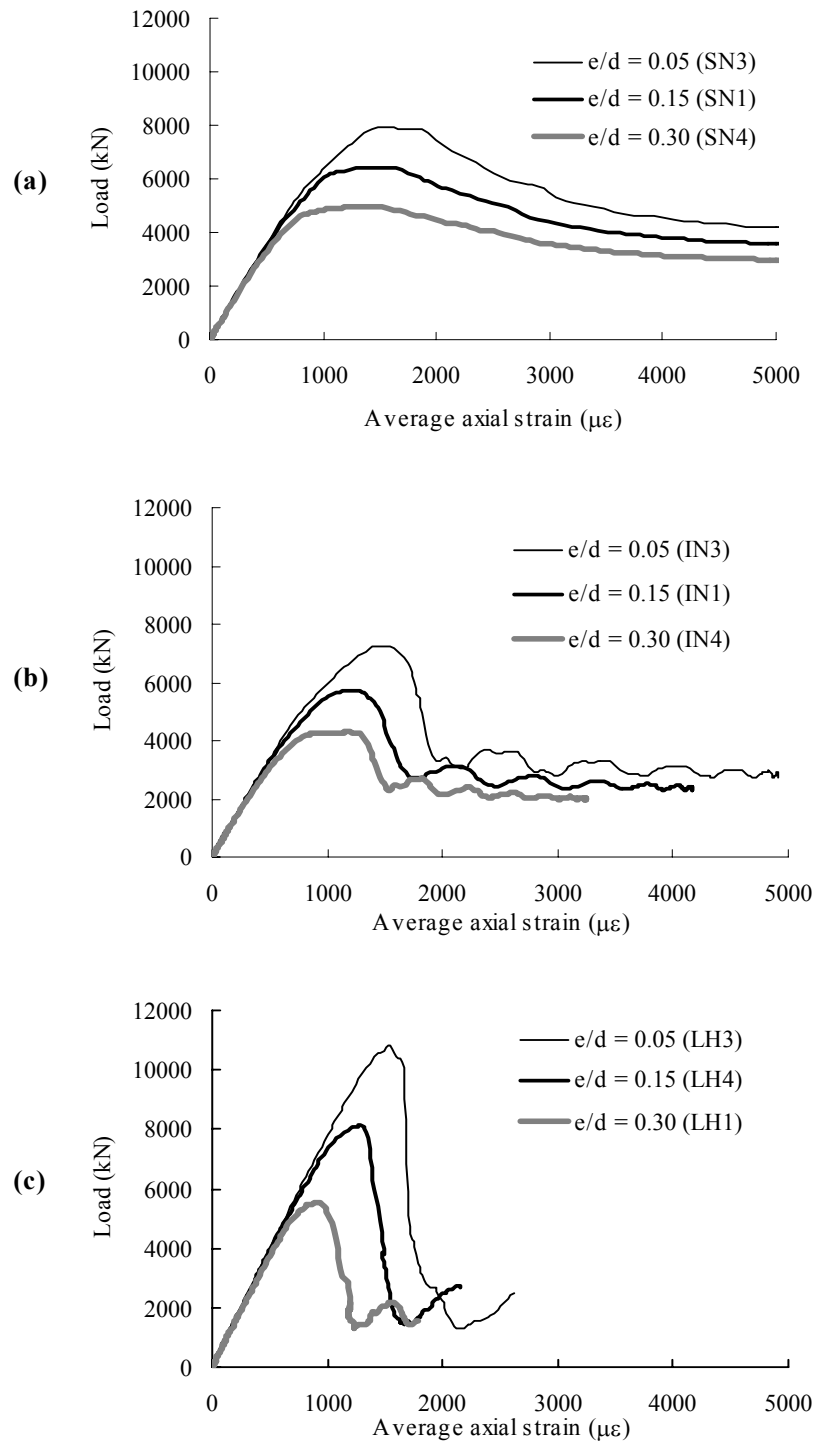 (a)
Load (kN)
12000
10000
8000
6000
4000
2000
0
e/d = 0.05 (SN3)
e/d = 0.15 (SN1)
e/d = 0.30 (SN4)
0 1000 2000 3000 4000 5000
Average axial strain (με)
(b)
Load (kN)
12000
10000
8000
6000
4000
2000
0
e/d = 0.05 (IN3)
e/d = 0.15 (IN1)
e/d = 0.30 (IN4)
0 1000 2000 3000 4000 5000
Average axial strain (με)
(c)
Load (kN)
12000
10000
8000
6000
4000
2000
0
e/d = 0.05 (LH3)
e/d = 0.15 (LH4)
e/d = 0.30 (LH1)
0 1000 2000 3000 4000 5000
Average axial strain (με)